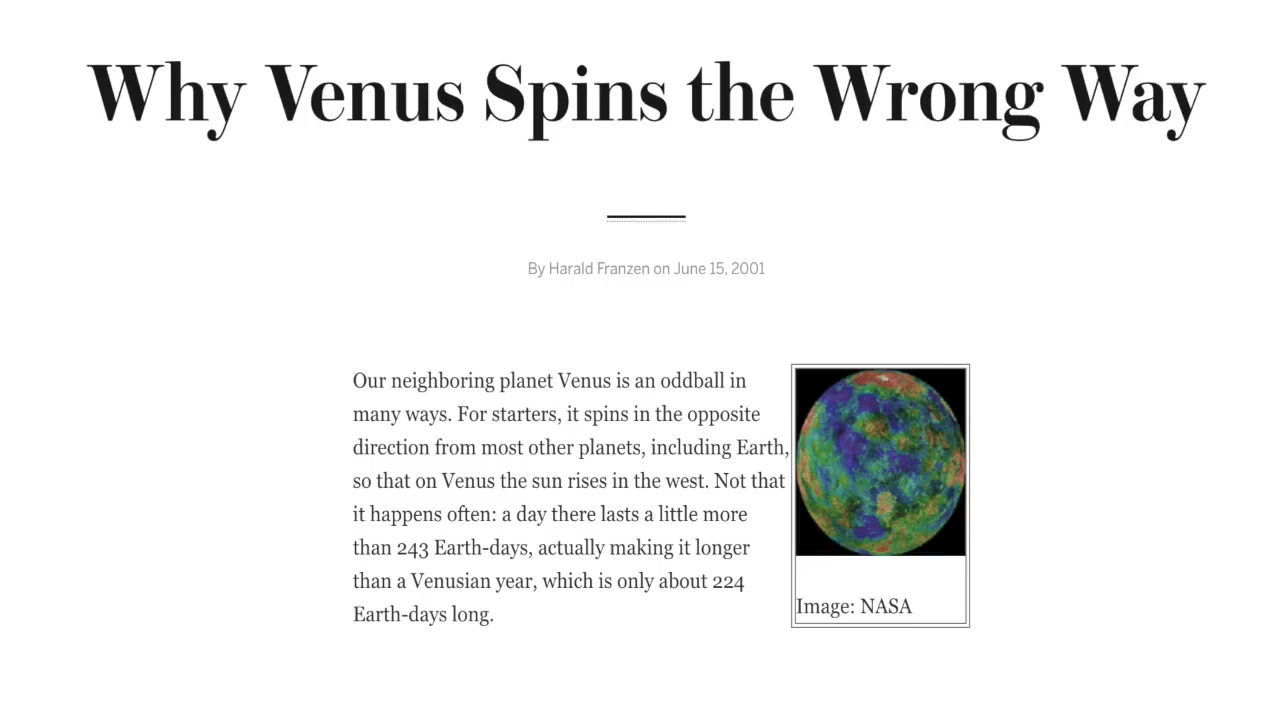 Why Venus Spins the Wrong Way
By Harald Franzen on June 15, 2001
Our neighboring planet Venus is an oddball in
many ways. For starters, it spins in the opposite
direction from most other planets, including Earth,
so that on Venus the sun rises in the west. Not that
it happens often: a day there lasts a little more
than 243 Earth-days, actually making it longer
than a Venusian year, which is only about 224
Earth-days long.
Image: NASA